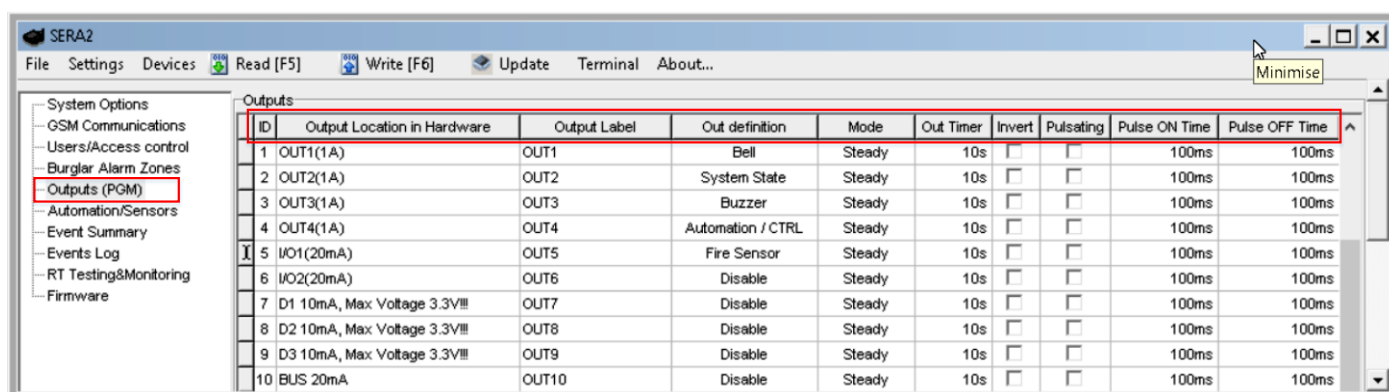 SERA2
File Settings Devices Read [F5] Write [F6] Update Terminal About...
Minimise
System Options
GSM Communications
Users/Access control
Burglar Alarm Zones
Outputs (PGM)
Automation/Sensors
Event Summary
Events Log
RT Testing&Monitoring
Firmware
Outputs
ID Output Location in Hardware Output Label Out definition Mode Out Timer Invert Pulsating Pulse ON Time Pulse OFF Time
1 OUT1(1A) OUT1 Bell Steady 10s 100ms 100ms
2 OUT2(1A) OUT2 System State Steady 10s 100ms 100ms
3 OUT3(1A) OUT3 Buzzer Steady 10s 100ms 100ms
4 OUT4(1A) OUT4 Automation / CTRL Steady 10s 100ms 100ms
5 I/O1(20mA) OUT5 Fire Sensor Steady 10s 100ms 100ms
6 I/O2(20mA) OUT6 Disable Steady 10s 100ms 100ms
7 D1 10mA, Max Voltage 3.3V!!! OUT7 Disable Steady 10s 100ms 100ms
8 D2 10mA, Max Voltage 3.3V!!! OUT8 Disable Steady 10s 100ms 100ms
9 D3 10mA, Max Voltage 3.3V!!! OUT9 Disable Steady 10s 100ms 100ms
10 BUS 20mA OUT10 Disable Steady 10s 100ms 100ms